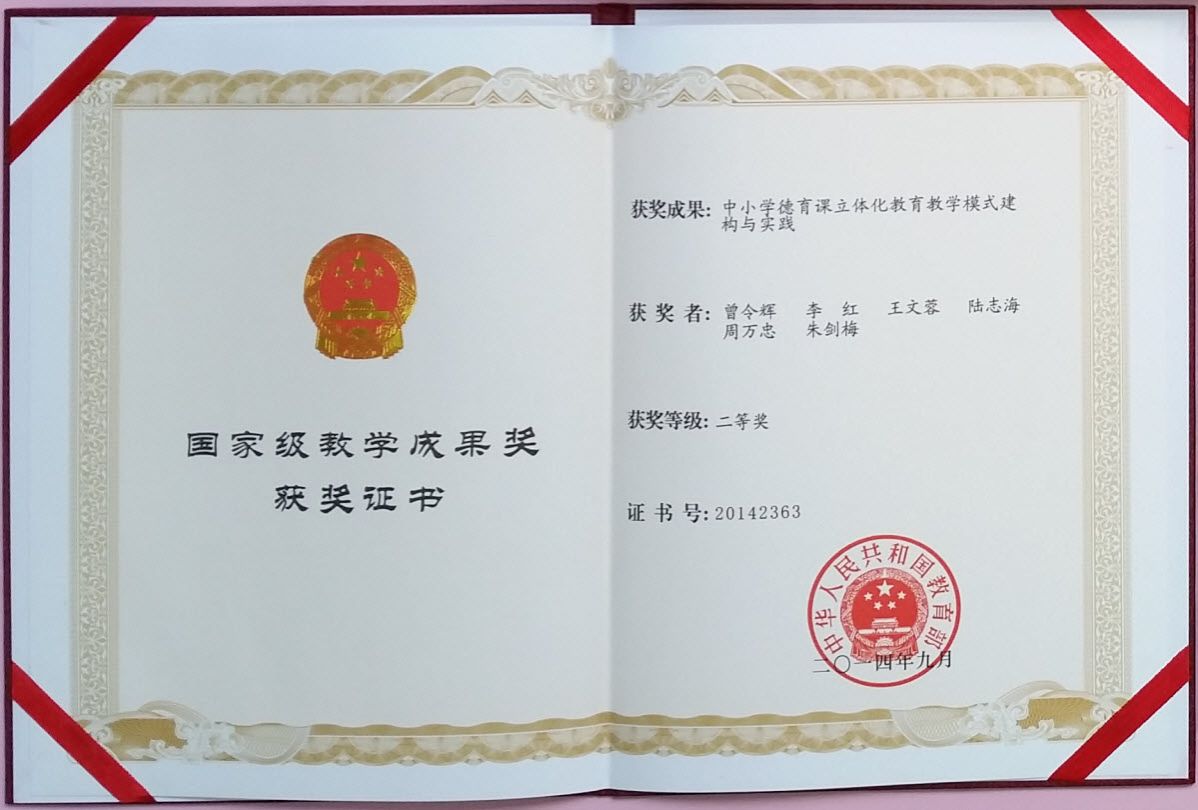 国家级教学成果奖
获奖证书
获奖成果: 中小学德育课立体化教育教学模式建
构与实践
获 奖 者: 曾令辉 李 红 王文蓉 陆志海
周万忠 朱剑梅
获奖等级: 二等奖
证 书 号: 20142363
中华人民共和国教育部
二〇一四年九月